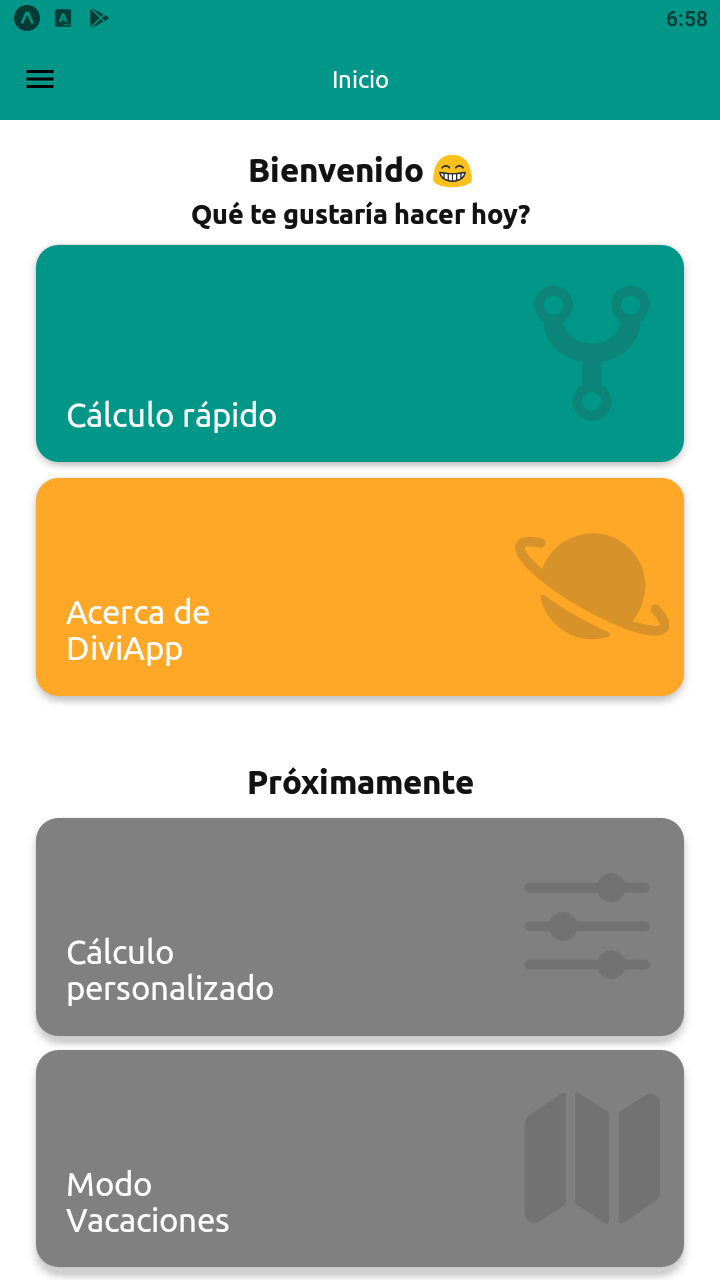 6:58
Inicio
Bienvenido 😁
Qué te gustaría hacer hoy?
Cálculo rápido
Acerca de
DiviApp
Próximamente
Cálculo
personalizado
Modo
Vacaciones